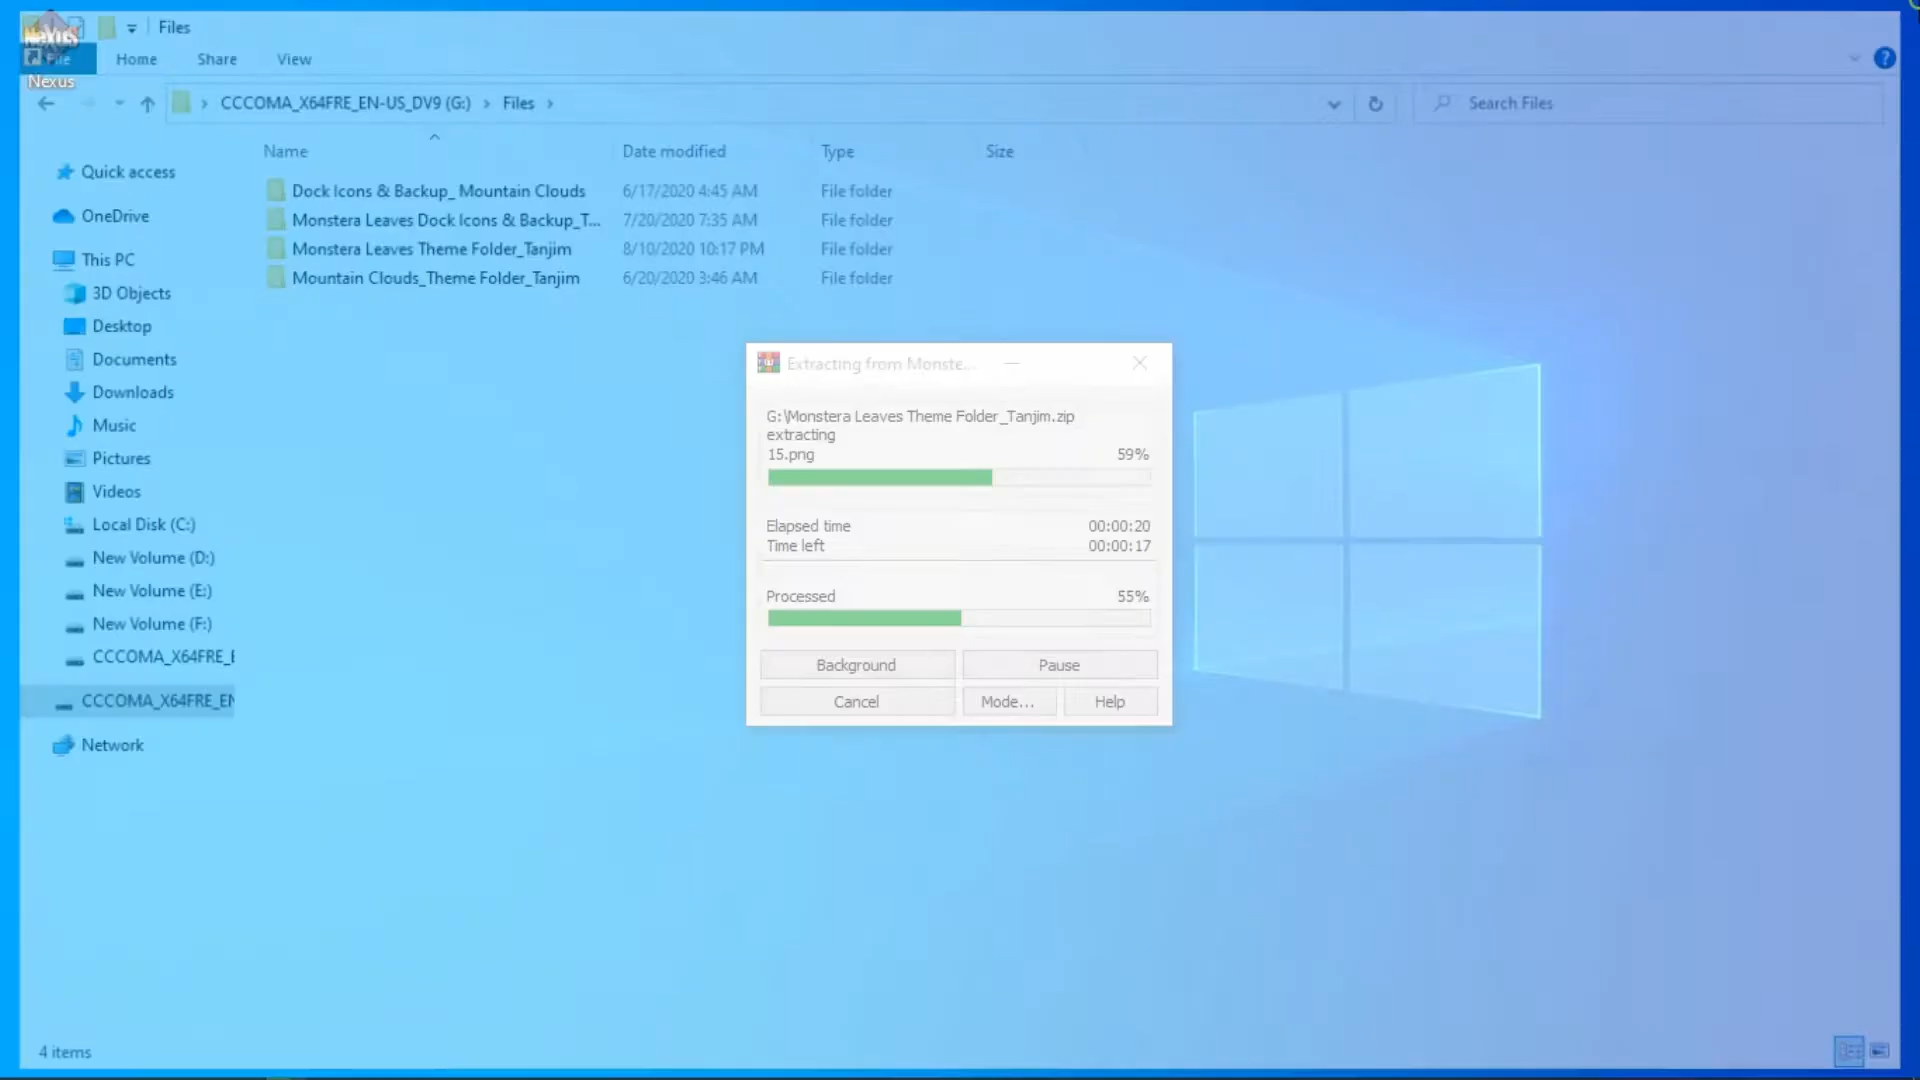 Files
File
Home
Share
View
Nexus
CCCOMA_X64FRE_EN-US_DV9 (G:) > Files >
Search Files
Name
Date modified
Type
Size
Dock Icons & Backup_ Mountain Clouds
6/17/2020 4:45 AM
File folder
Monstera Leaves Dock Icons & Backup_T...
7/20/2020 7:35 AM
File folder
Monstera Leaves Theme Folder_Tanjim
8/10/2020 10:17 PM
File folder
Mountain Clouds_Theme Folder_Tanjim
6/20/2020 3:46 AM
File folder
Quick access
OneDrive
This PC
3D Objects
Desktop
Documents
Downloads
Music
Pictures
Videos
Local Disk (C:)
New Volume (D:)
New Volume (E:)
New Volume (F:)
CCCOMA_X64FRE_E
CCCOMA_X64FRE_EN
Network
Extracting from Monste...
G:\Monstera Leaves Theme Folder_Tanjim.zip
extracting
15.png
59%
Elapsed time
00:00:20
Time left
00:00:17
Processed
55%
Background
Pause
Cancel
Mode...
Help
4 items